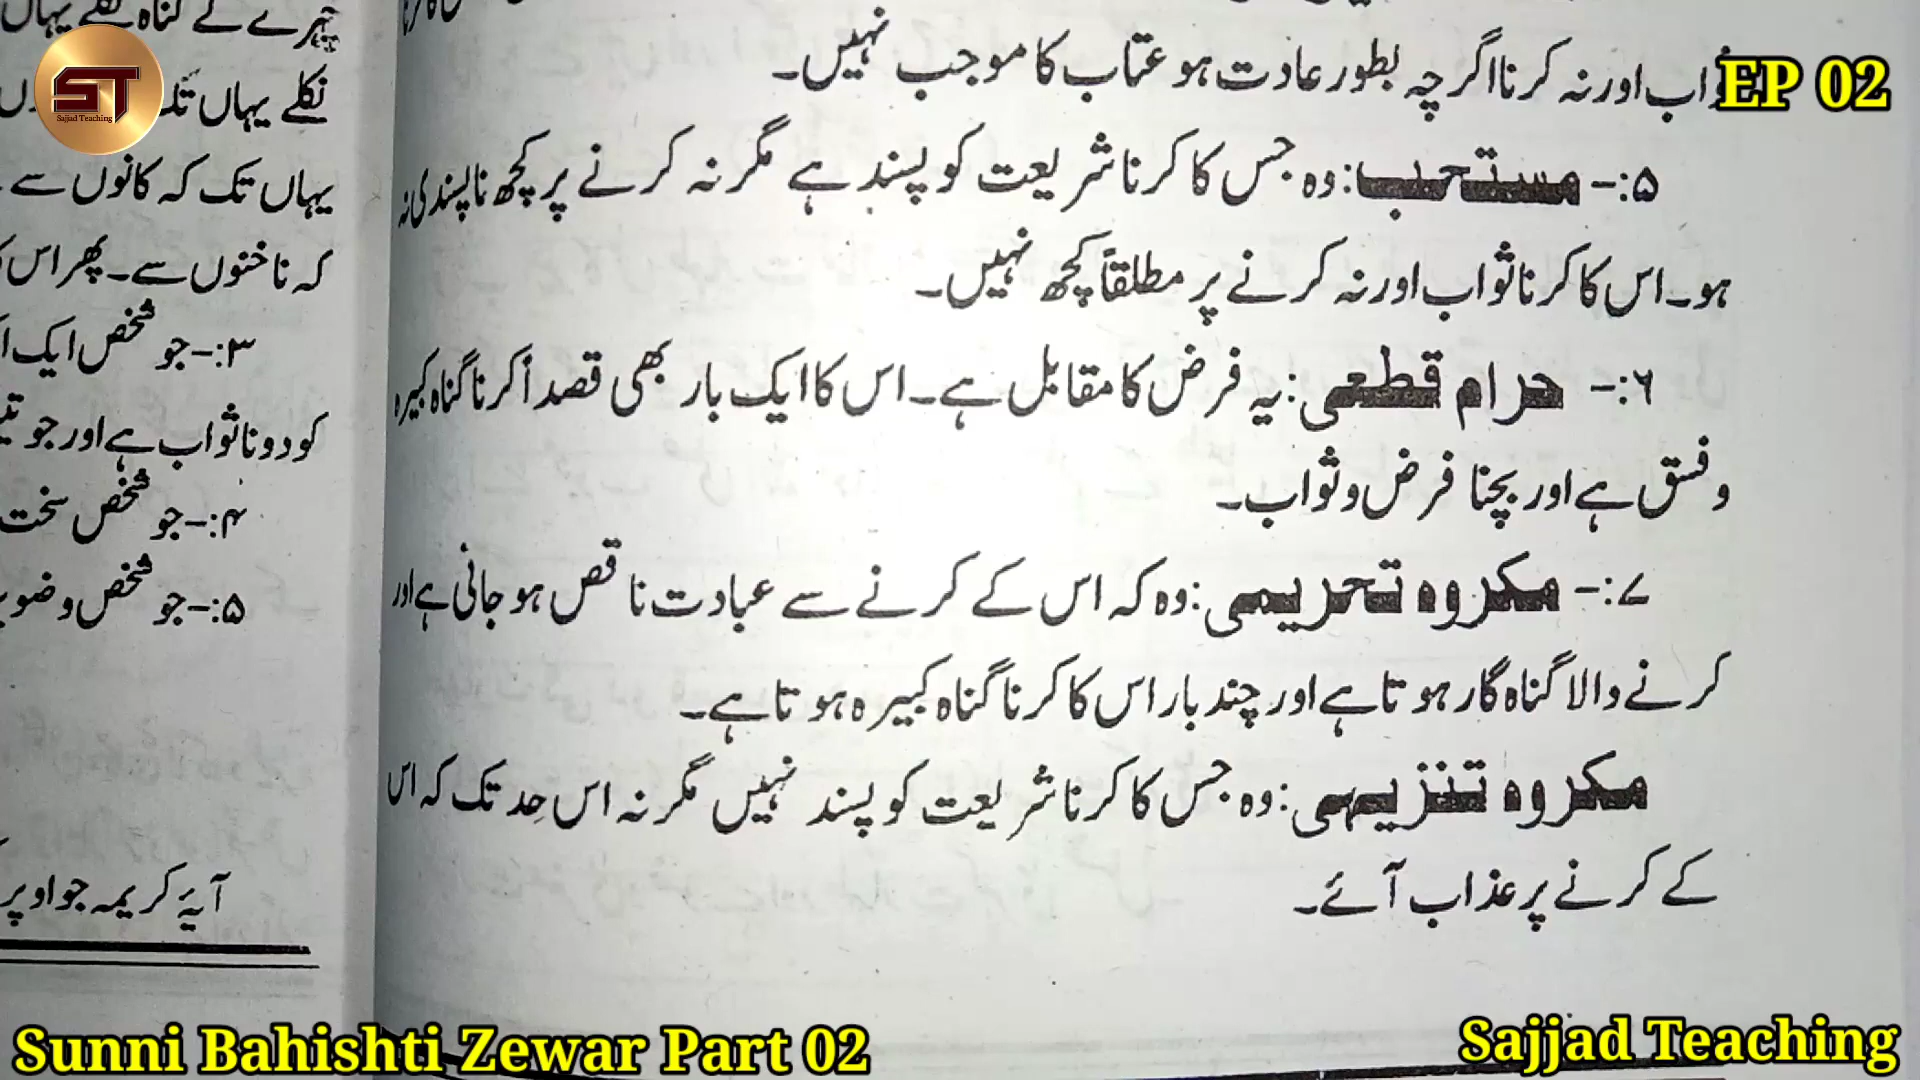 اب اور نہ کرنا اگرچہ بطور عادت ہو عتاب کا موجب نہیں۔
EP 02
۵:- مستحب: وہ جس کا کرنا شریعت کو پسند ہے مگر نہ کرنے پر کچھ ناپسندی نہ
ہو۔ اس کا کرنا ثواب اور نہ کرنے پر مطلقاً کچھ نہیں۔
۶:- حرام قطعی: یہ فرض کا مقابل ہے۔ اس کا ایک بار بھی قصداً کرنا گناہ کبیرہ
و فسق ہے اور بچنا فرض و ثواب۔
۷:- مکروہ تحریمی: وہ کہ اس کے کرنے سے عبادت ناقص ہو جاتی ہے اور
کرنے والا گناہ گار ہوتا ہے اور چند بار اس کا کرنا گناہ کبیرہ ہوتا ہے۔
مکروہ تنزیہی: وہ جس کا کرنا شریعت کو پسند نہیں مگر نہ اس حد تک کہ اس
کے کرنے پر عذاب آئے۔
چہرے کے گناہ نکلے یہاں
نکلے یہاں تک
یہاں تک کہ کانوں سے
کہ ناخنوں سے۔ پھر اس
۳:- جو شخص ایک
کو دونا ثواب ہے اور جو
۴:- جو شخص سخت
۵:- جو شخص وضو
آیۂ کریمہ جو اوپر
ST
Sajjad Teaching
Sunni Bahishti Zewar Part 02
Sajjad Teaching